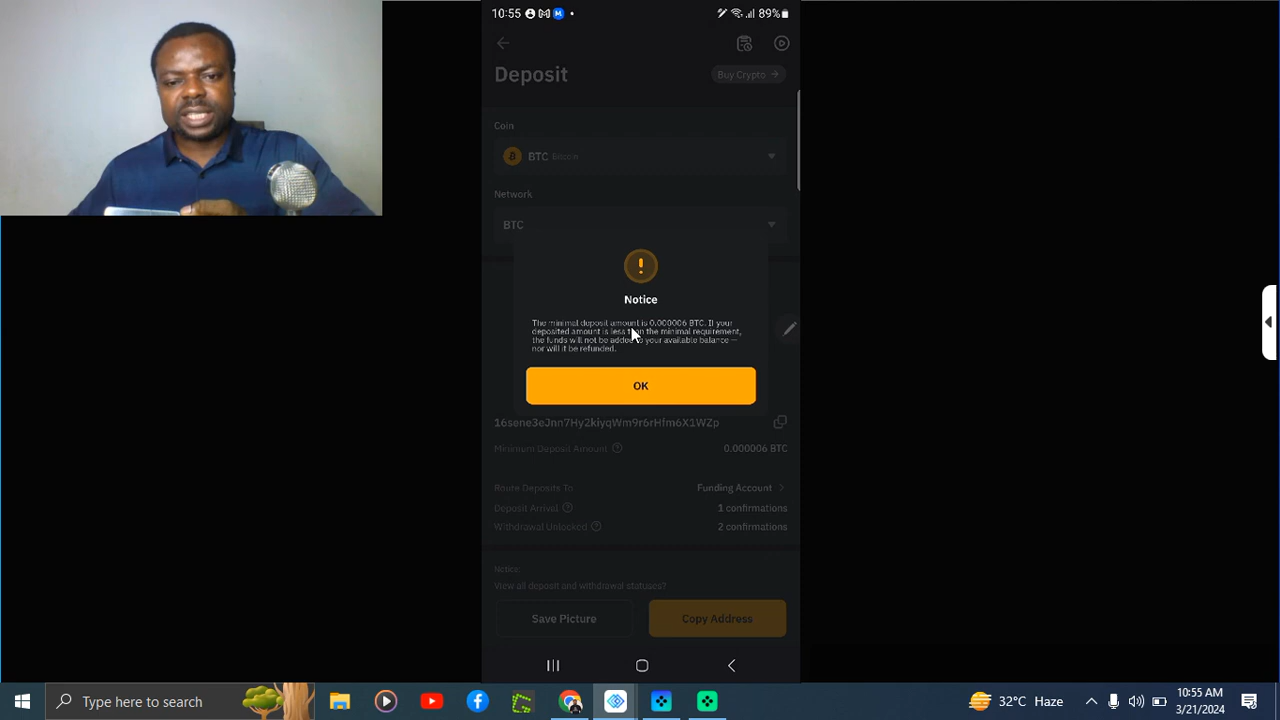 10:55
89%
Deposit
Buy Crypto
Coin
BTC Bitcoin
Network
BTC
Notice
The minimal deposit amount is 0.000006 BTC. If your
deposited amount is less than the minimal requirement,
the funds will not be added to your available balance —
nor will it be refunded.
OK
16sene3eJnn7Hy2kiyqWm9r6rHfm6X1WZp
Minimum Deposit Amount 0.000006 BTC
Route Deposits To Funding Account
Deposit Arrival 1 confirmations
Withdrawal Unlocked 2 confirmations
Notice:
View all deposit and withdrawal statuses?
Save Picture Copy Address
Type here to search
32°C Haze
10:55 AM
3/21/2024